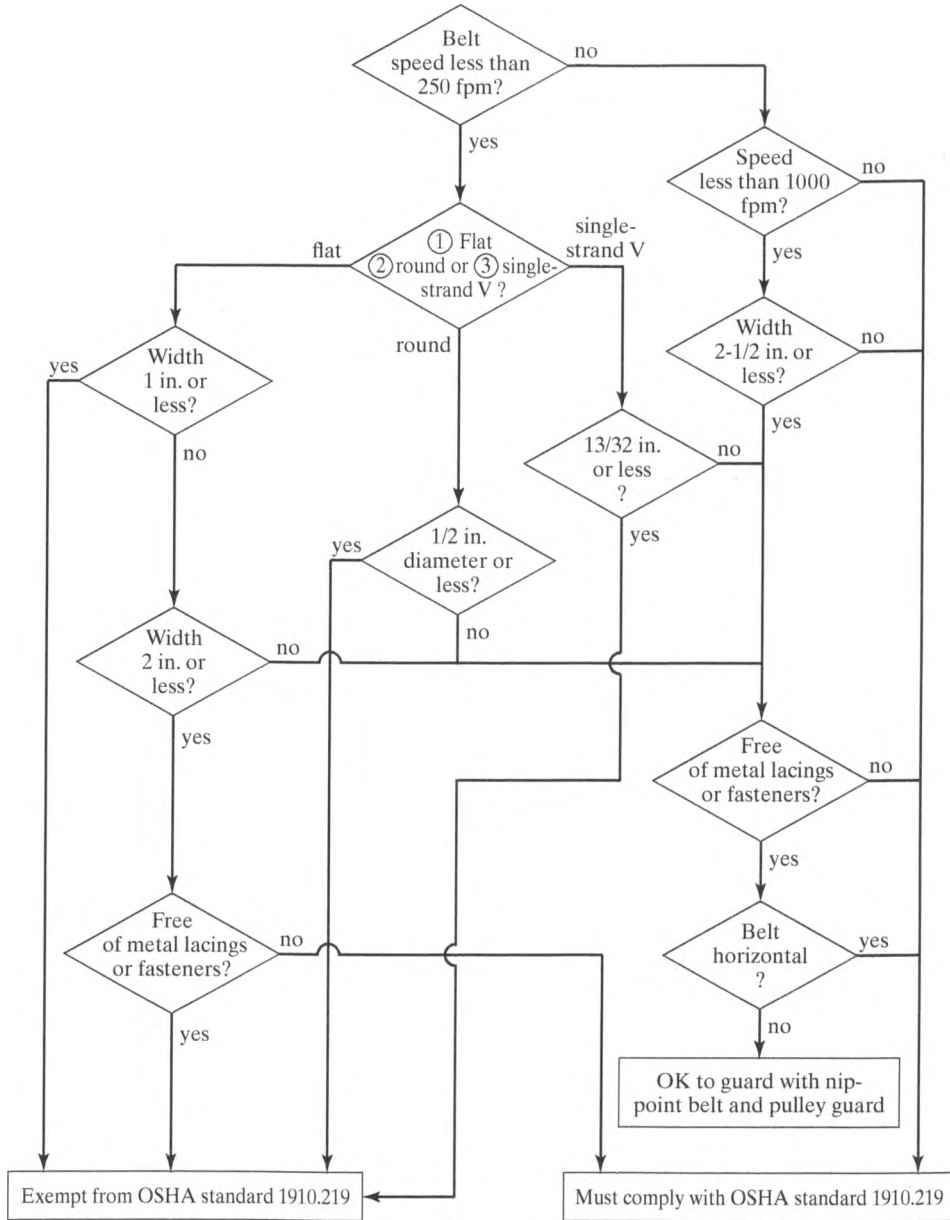 Belt
speed less than
250 fpm?
no
yes
Speed
less than 1000
fpm?
no
yes
① Flat
② round or ③ single-
strand V ?
flat
single-
strand V
round
Width
2-1/2 in. or
less?
no
yes
Width
1 in. or
less?
yes
no
13/32 in.
or less
?
no
yes
1/2 in.
diameter or
less?
yes
no
Width
2 in. or
less?
no
yes
Free
of metal lacings
or fasteners?
no
yes
Free
of metal lacings
or fasteners?
no
yes
Belt
horizontal
?
yes
no
OK to guard with nip-
point belt and pulley guard
Exempt from OSHA standard 1910.219
Must comply with OSHA standard 1910.219